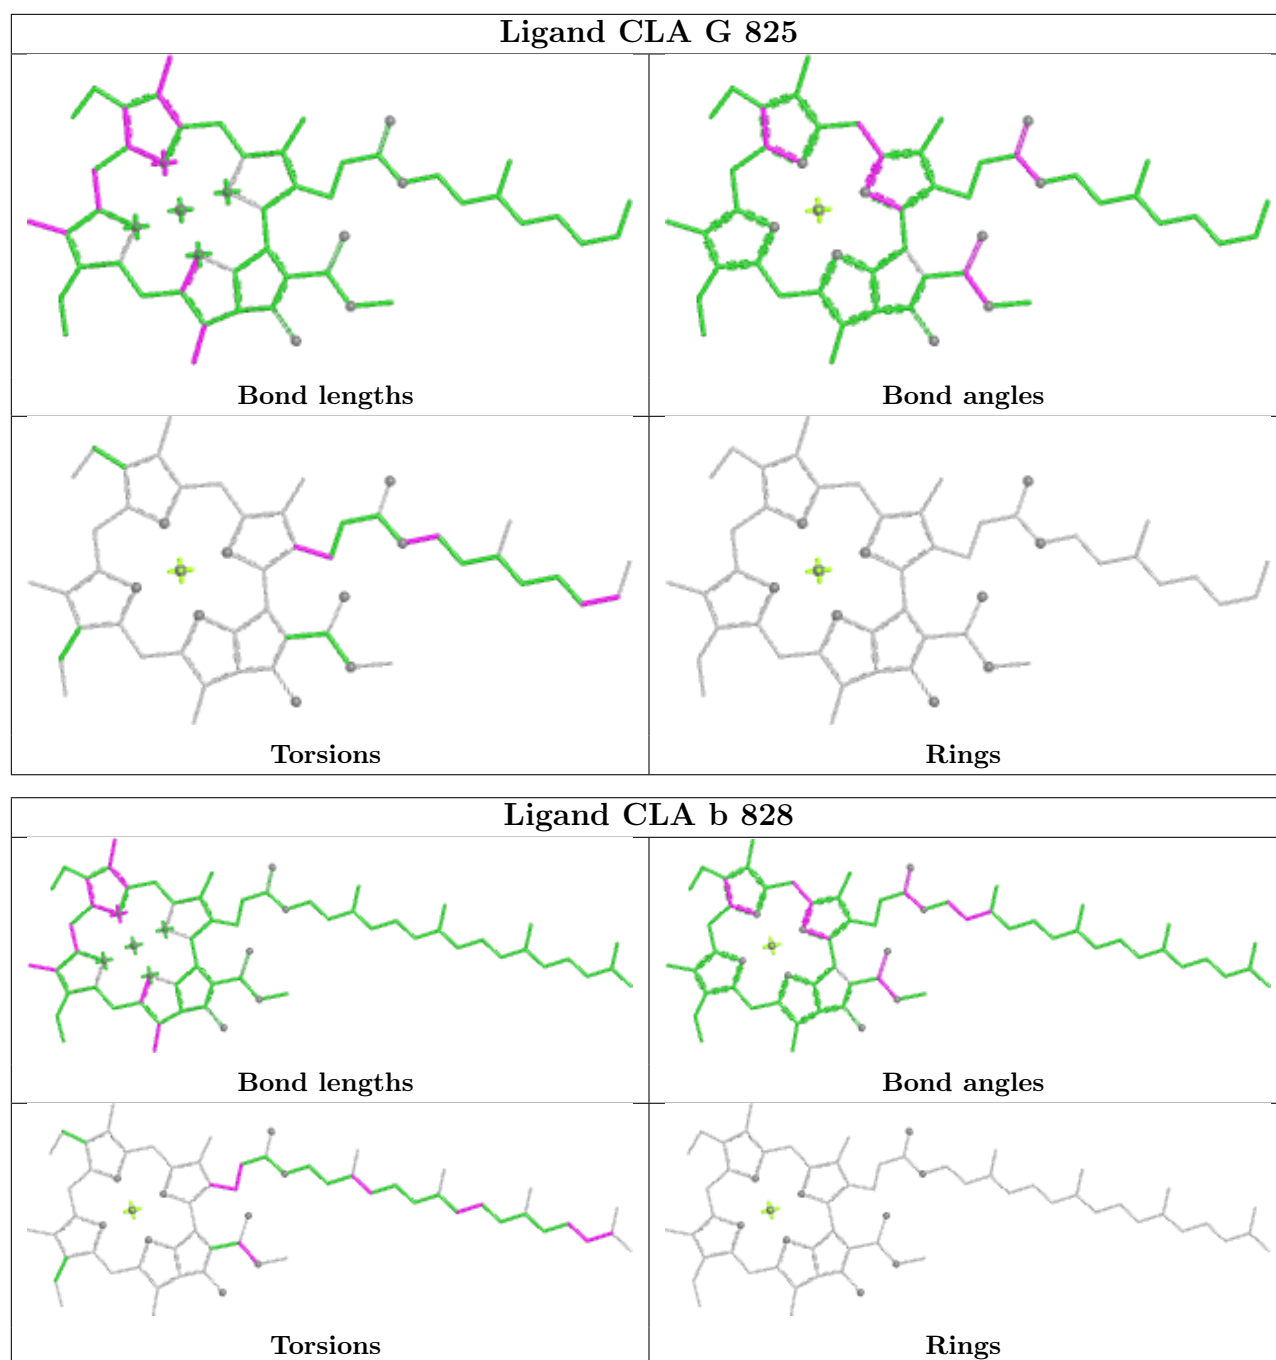 Ligand CLA G 825
Bond lengths
Bond angles
Torsions
Rings
Ligand CLA b 828
Bond lengths
Bond angles
Torsions
Rings